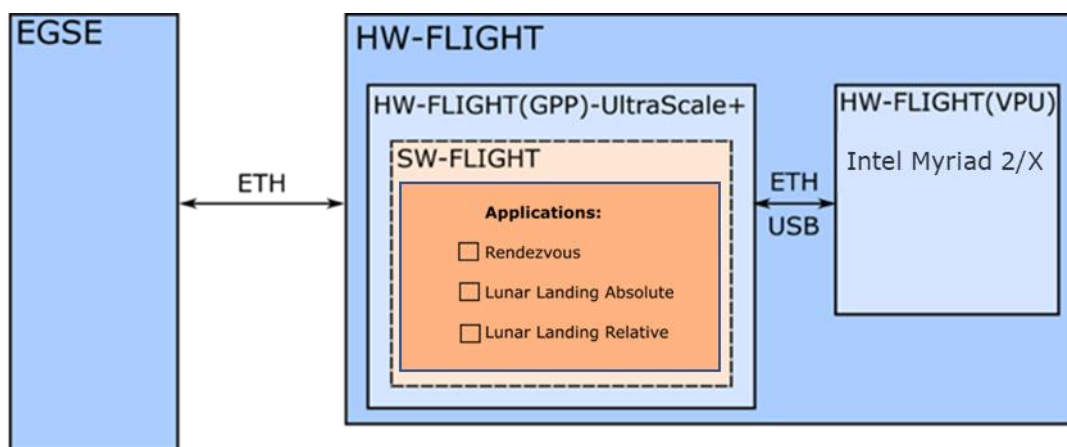 EGSE
ETH
HW-FLIGHT
HW-FLIGHT(GPP)-UltraScale+
SW-FLIGHT
Applications:
Rendezvous
Lunar Landing Absolute
Lunar Landing Relative
ETH
USB
HW-FLIGHT(VPU)
Intel Myriad 2/X